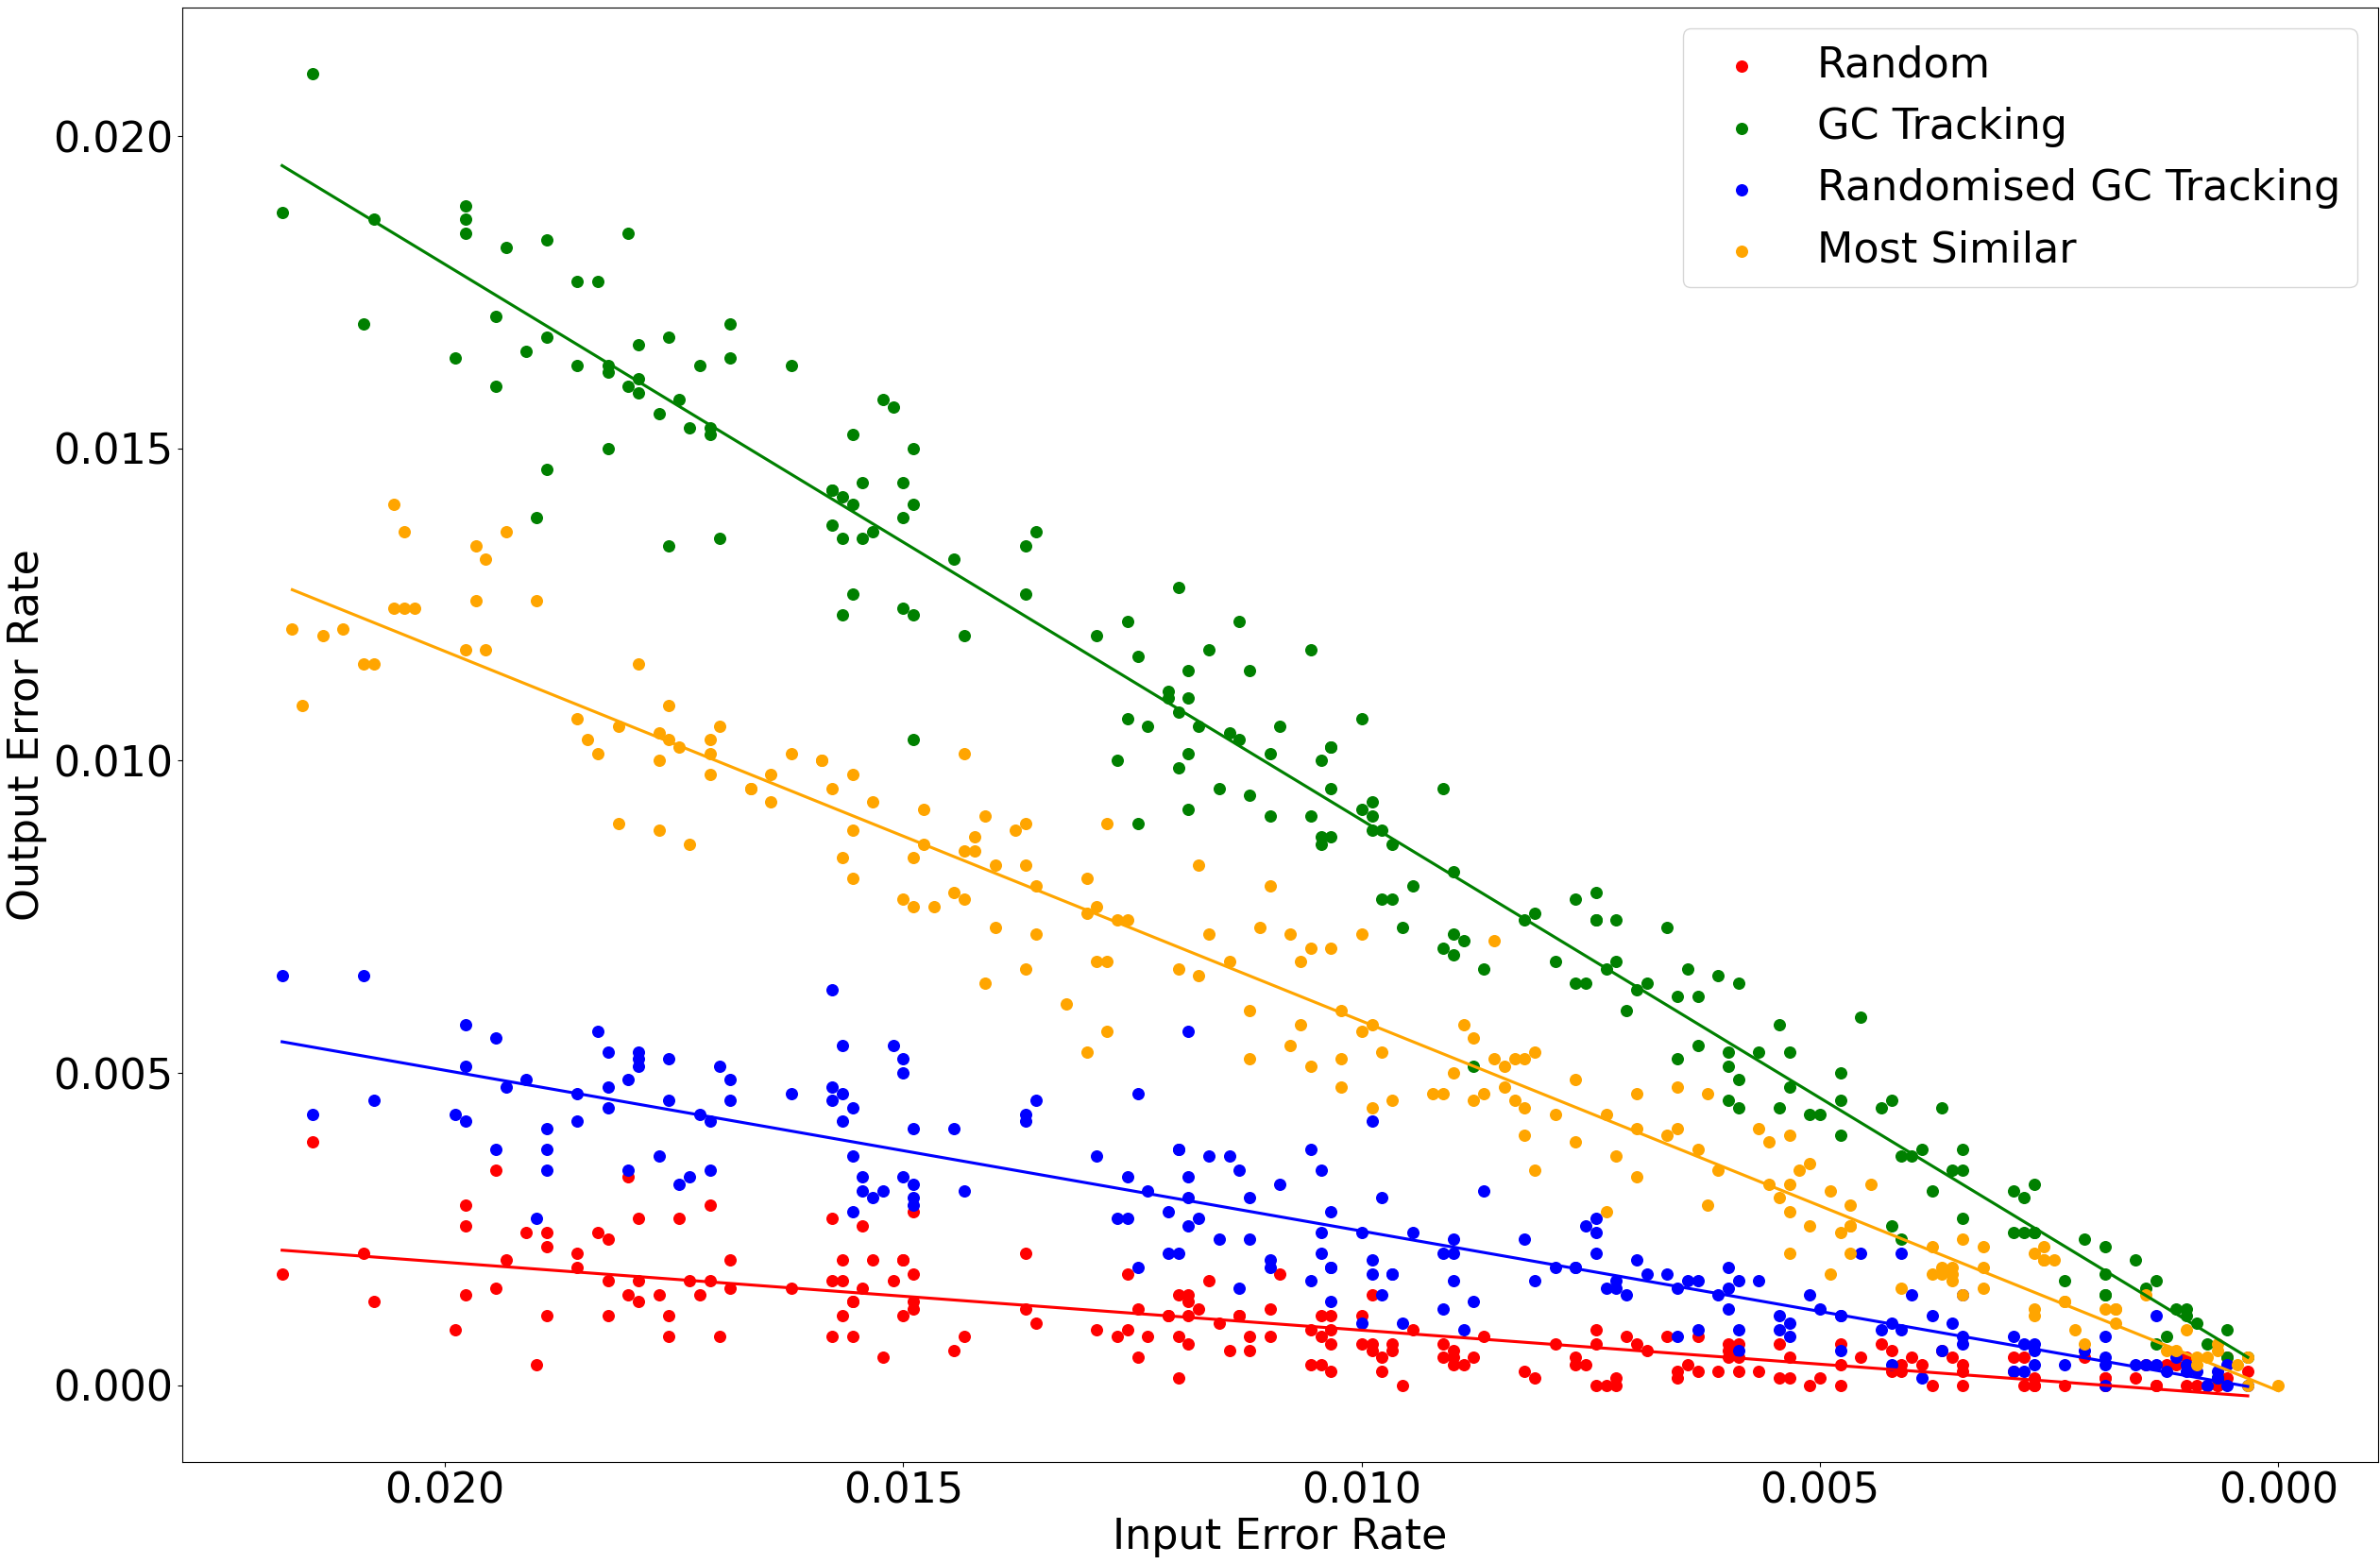 Random
GC Tracking
Randomised GC Tracking
Most Similar
0.020
0.015
0.010
0.005
0.000
Output Error Rate
0.020 0.015 0.010 0.005 0.000
Input Error Rate